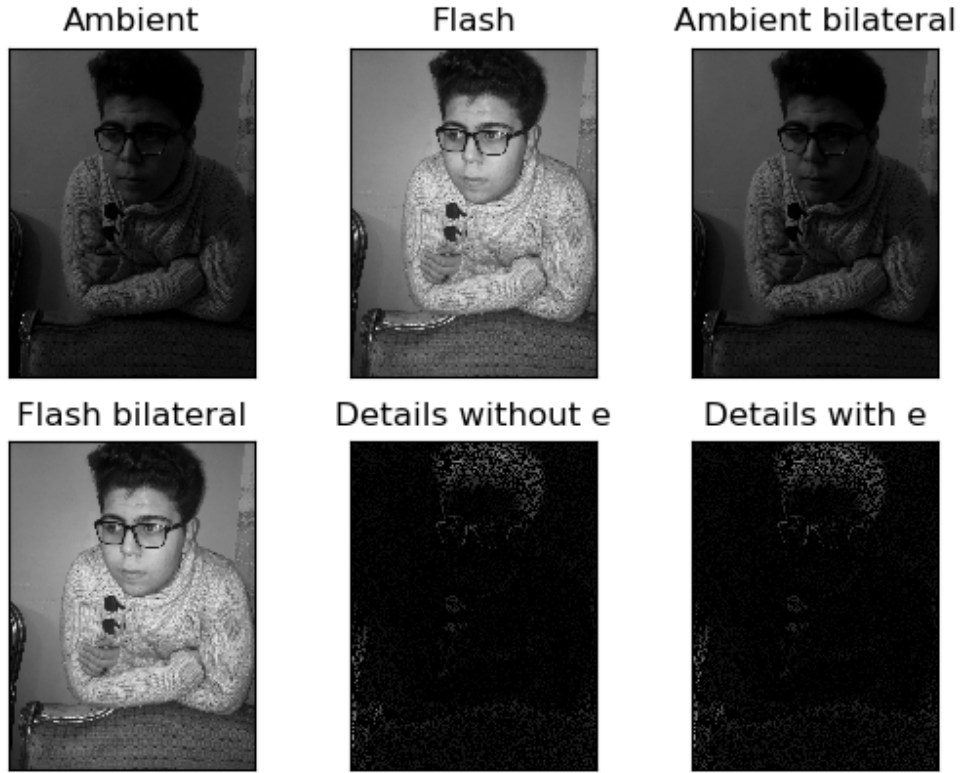 Ambient
Flash
Ambient bilateral
Flash bilateral
Details without e
Details with e